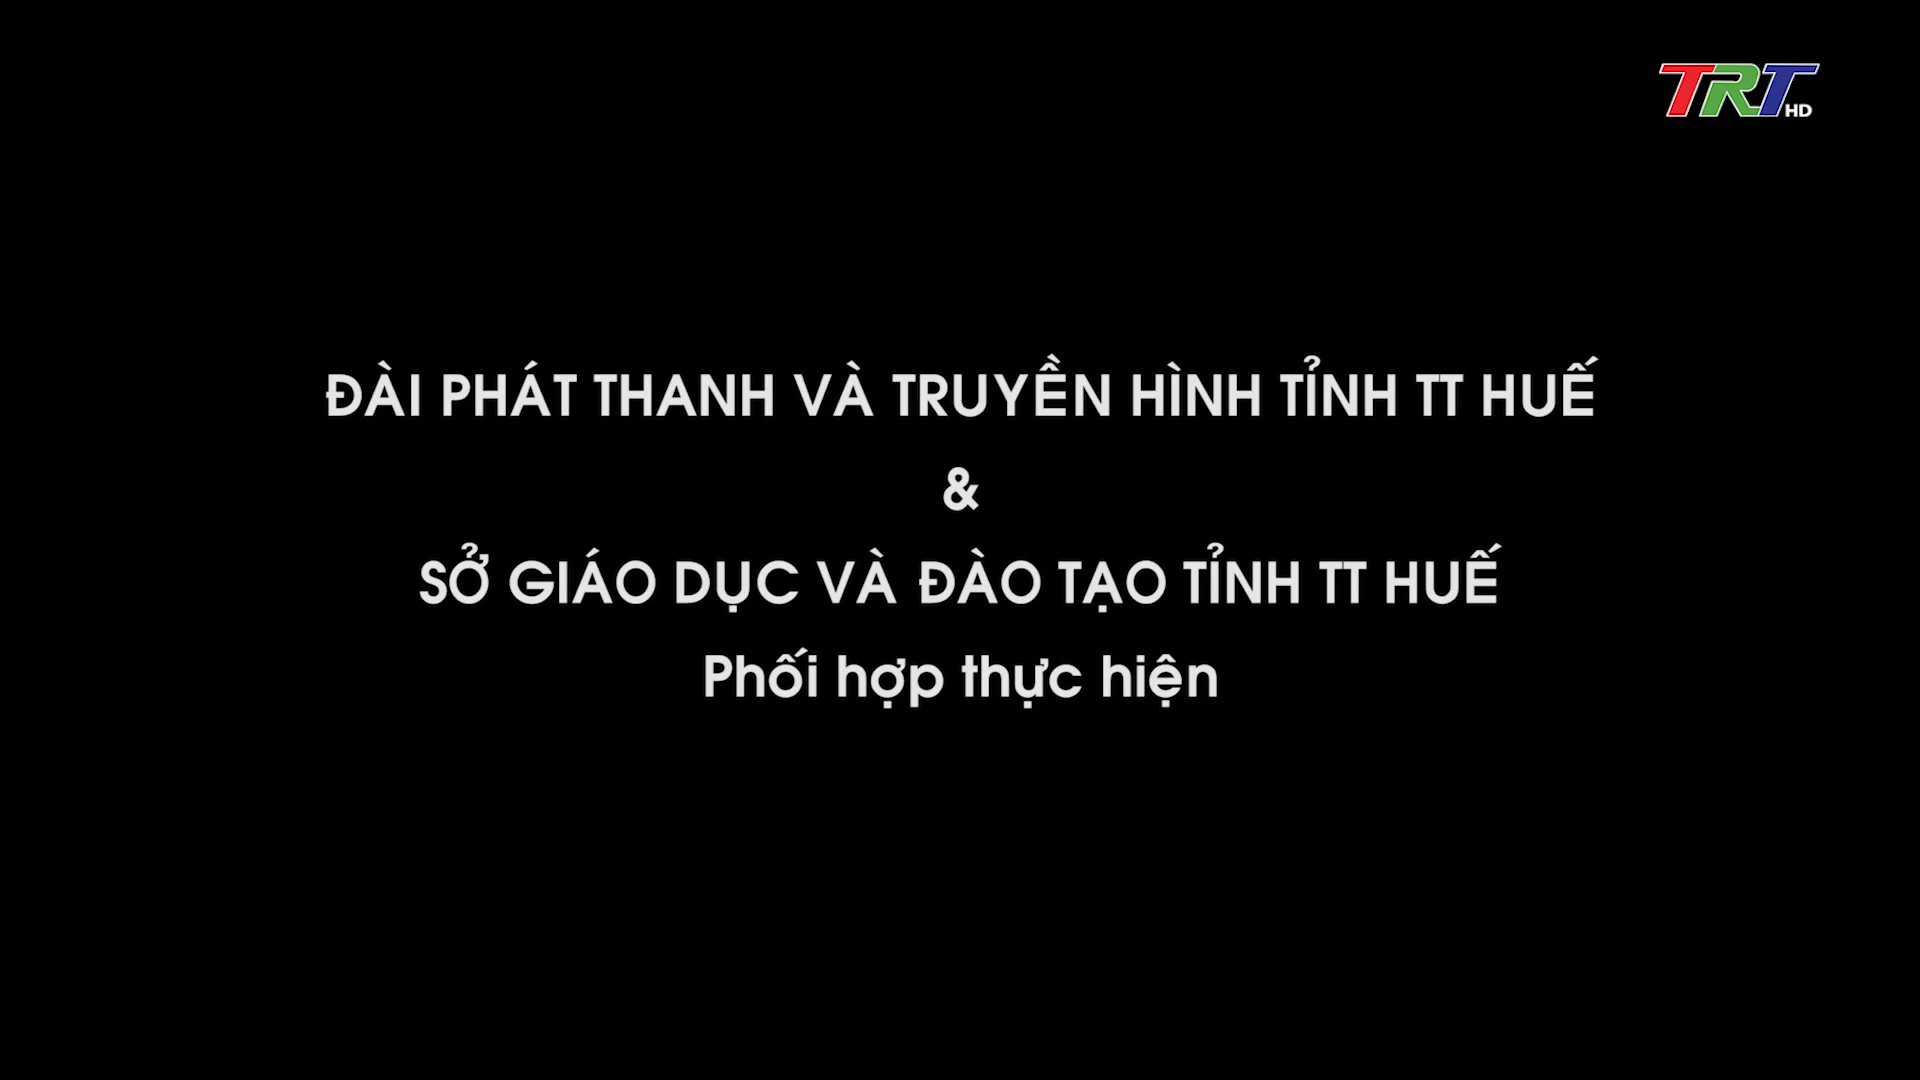 TRT HD
ĐÀI PHÁT THANH VÀ TRUYỀN HÌNH TỈNH TT HUẾ
&
SỞ GIÁO DỤC VÀ ĐÀO TẠO TỈNH TT HUẾ
Phối hợp thực hiện